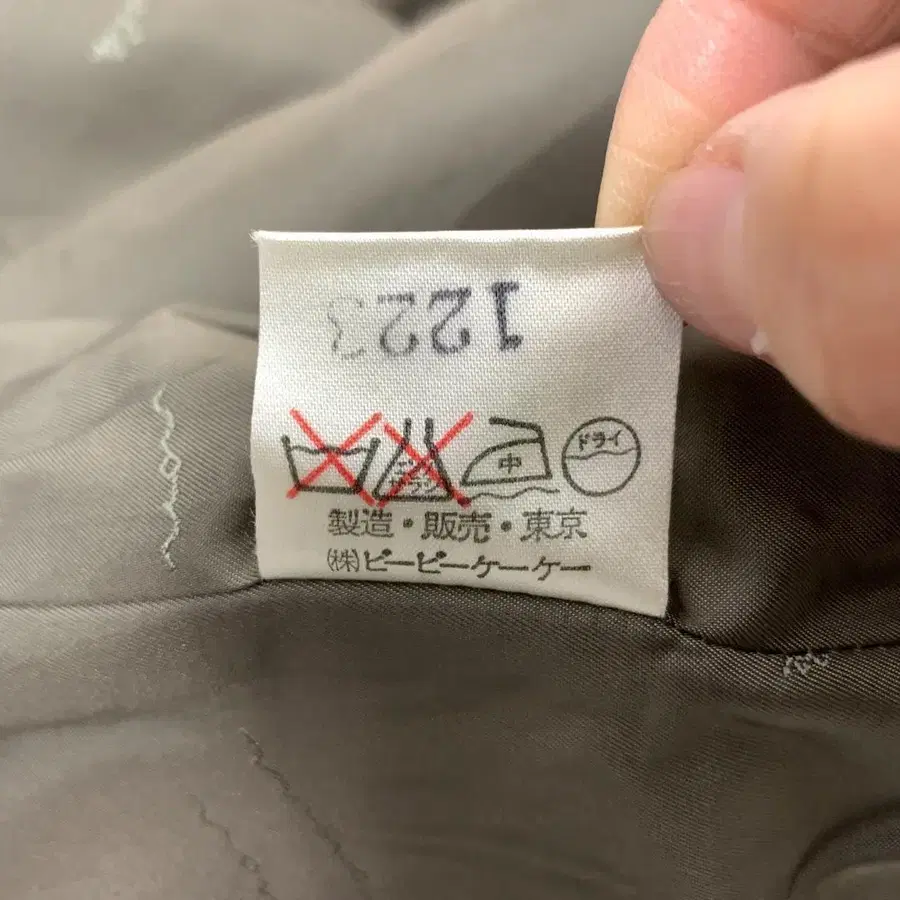 1223
中 ドライ
製造・販売・東京
㈱ピーピーケーケー